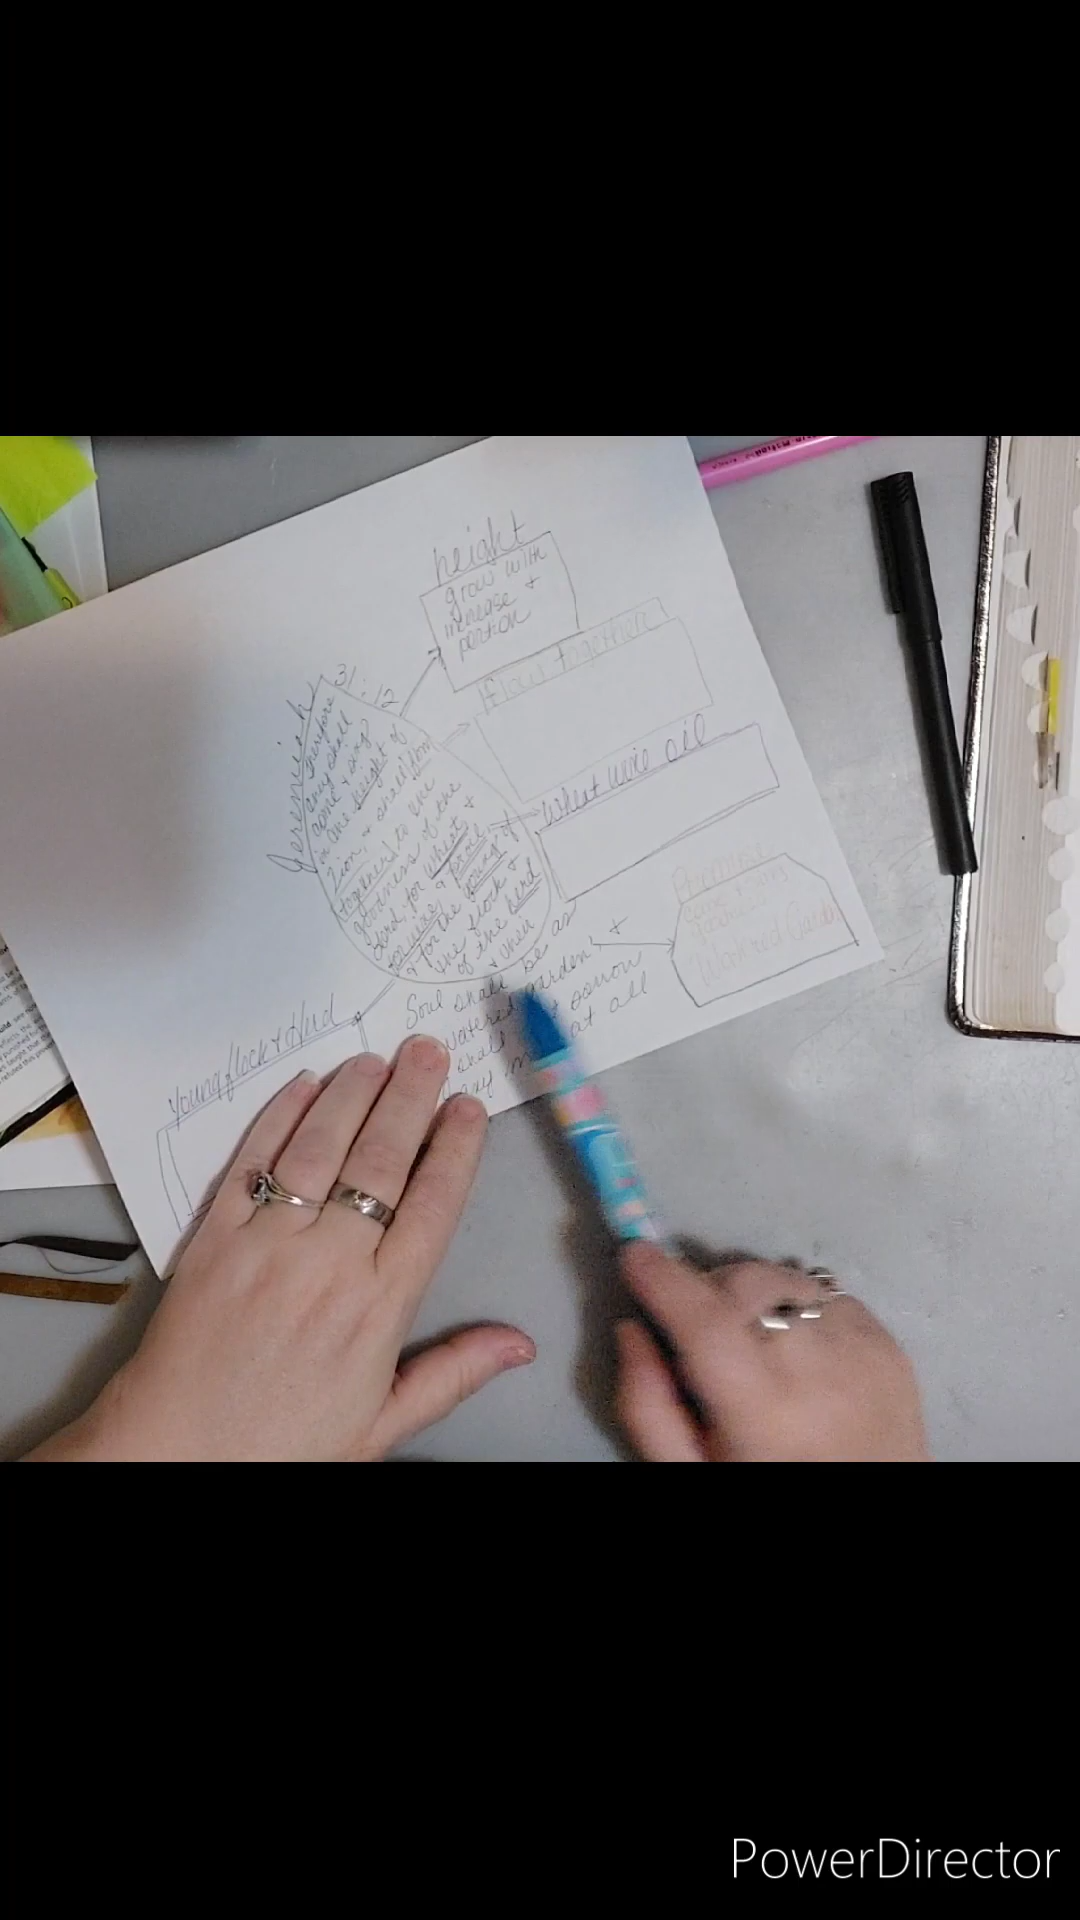 height
grow with
increase +
portion
flow together
Wheat wine oil
Promise
Watered Garden
Jeremiah 31:12
Therefore
they shall
come + sing
in the height of
Zion, + shall flow
together to the
goodness of the
Lord, for wheat +
for wine, + for oil
+ for the young of
the flock +
of the herd
+ their
Soul shall be as
watered garden; +
shall not sorrow
any at all
Young flock + Herd
PowerDirector